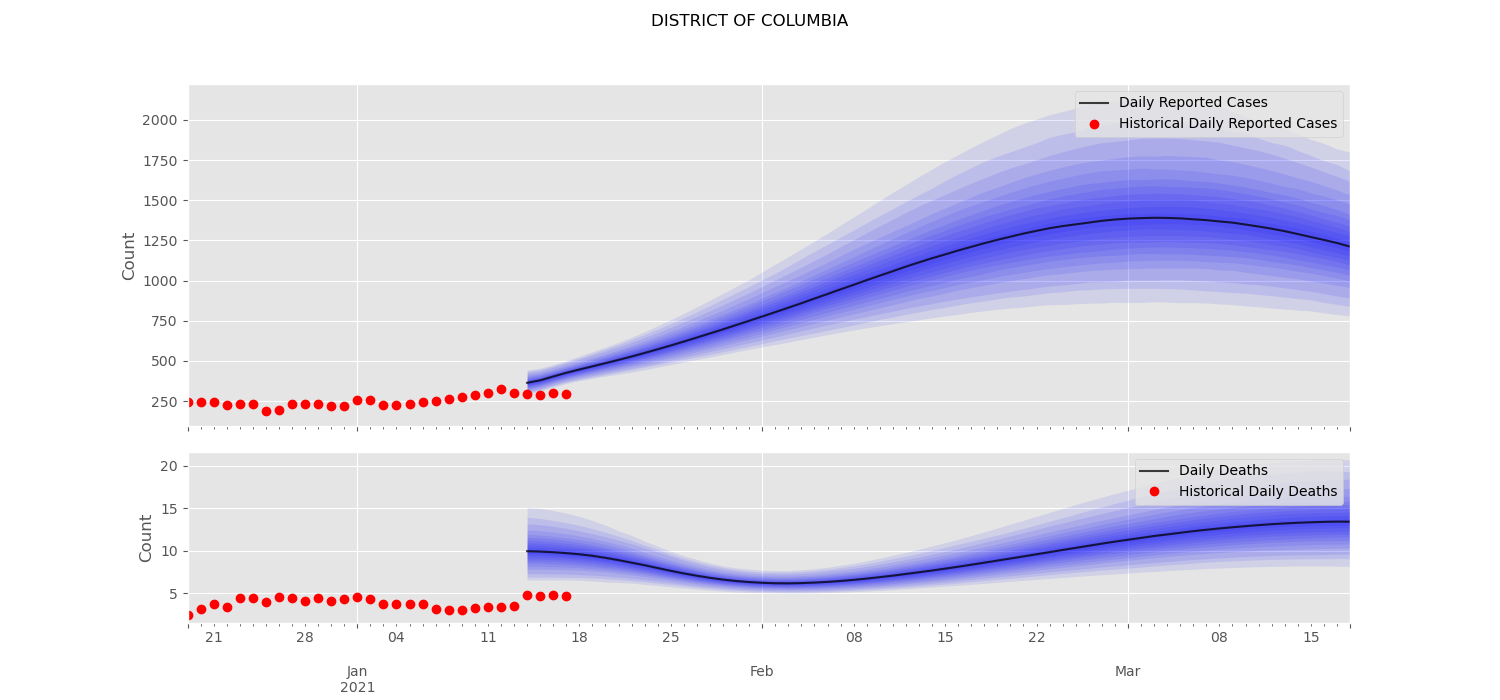 DISTRICT OF COLUMBIA
Daily Reported Cases
Historical Daily Reported Cases
2000
1750
1500
1250
1000
750
500
250
Count
Daily Deaths
Historical Daily Deaths
20
15
10
5
Count
21 28 04 11 18 25 08 15 22 08 15
Jan Feb Mar
2021